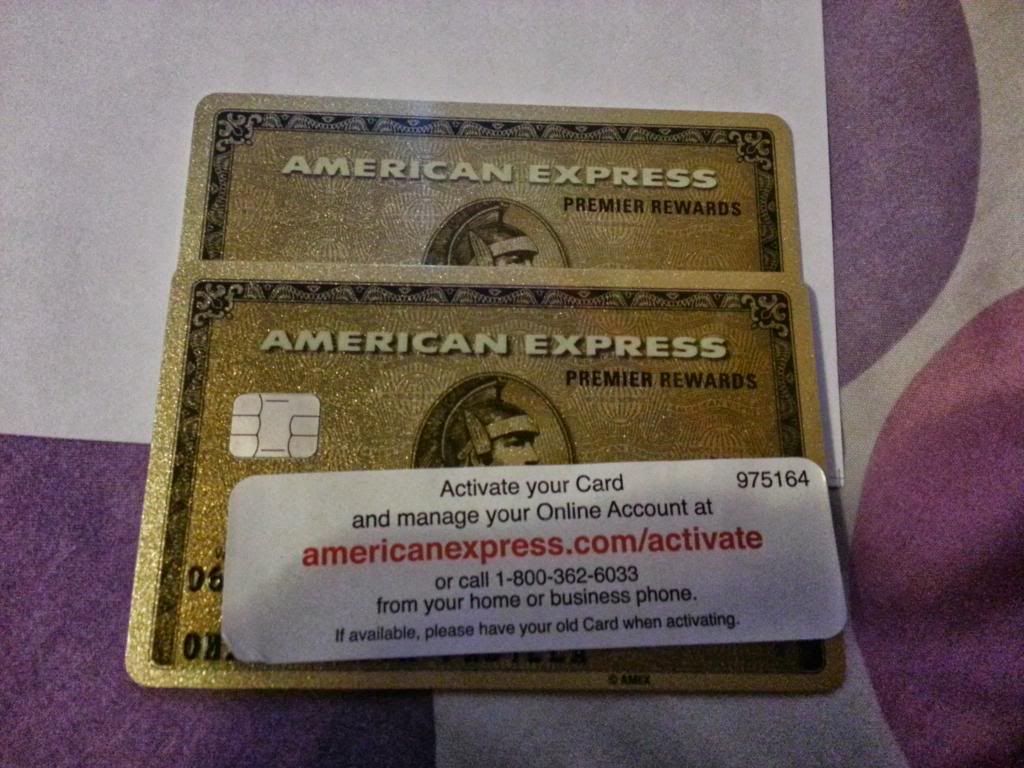 AMERICAN EXPRESS
PREMIER REWARDS
AMERICAN EXPRESS
PREMIER REWARDS
Activate your Card
975164
and manage your Online Account at
americanexpress.com/activate
or call 1-800-362-6033
06
from your home or business phone.
If available, please have your old Card when activating.
© AMEX